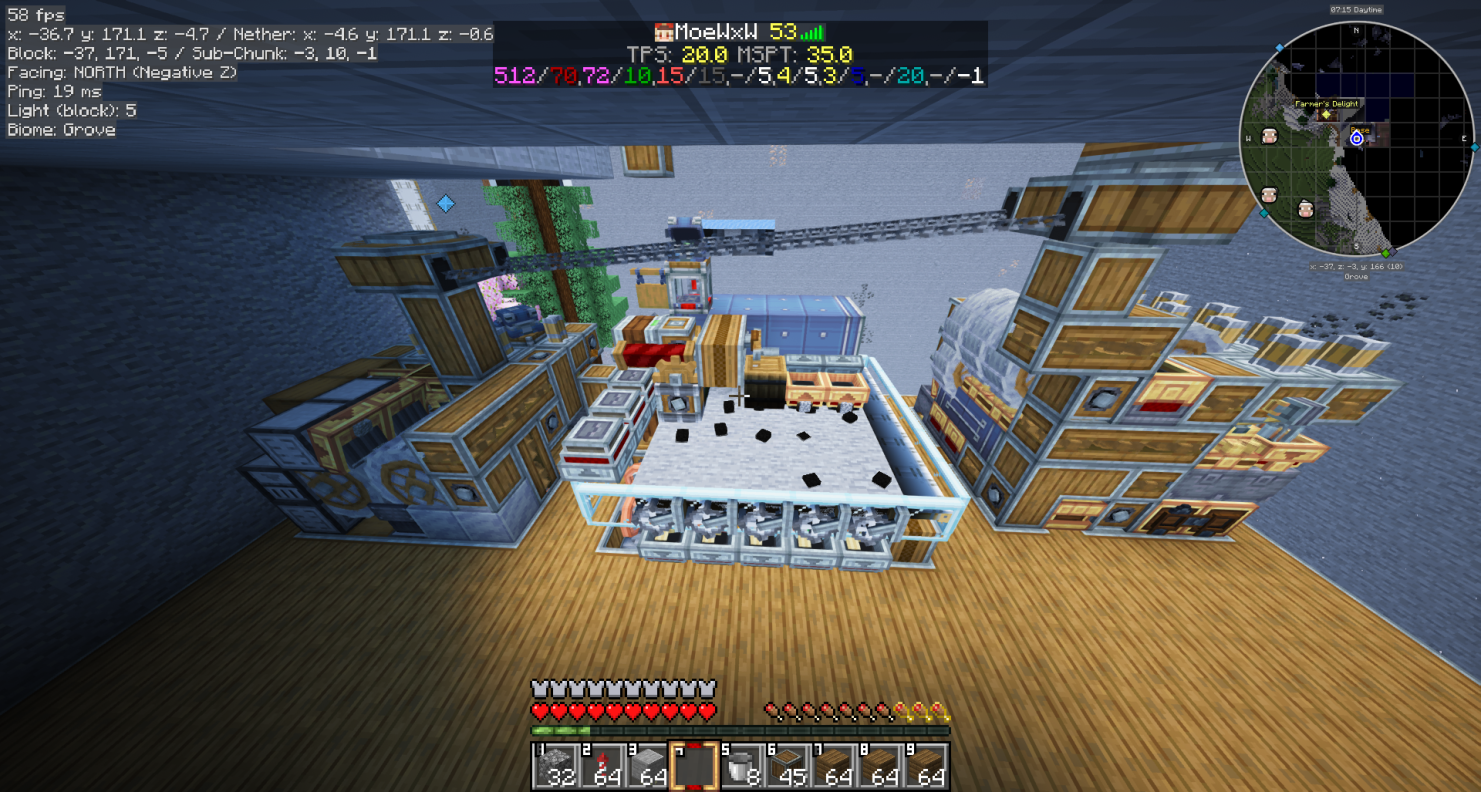 58 fps
x: -36.7 y: 171.1 z: -4.7 / Nether: x: -4.6 y: 171.1 z: -0.6
Block: -37, 171, -5 / Sub-Chunk: -3, 10, -1
Facing: NORTH (Negative Z)
Ping: 19 ms
Light (block): 5
Biome: Grove
MoeWxW 53
TPS: 20.0 MSPT: 35.0
512/70,72/10,15/15,-/5,4/5,3/5,-/20,-/-1
07:15 Daytime
N
Farmer's Delight
Base
W
E
S
x: -37, z: -3, y: 166 (10)
Grove
1 2 3 4 5 6 7 8 9
32 64 64 8 45 64 64 64